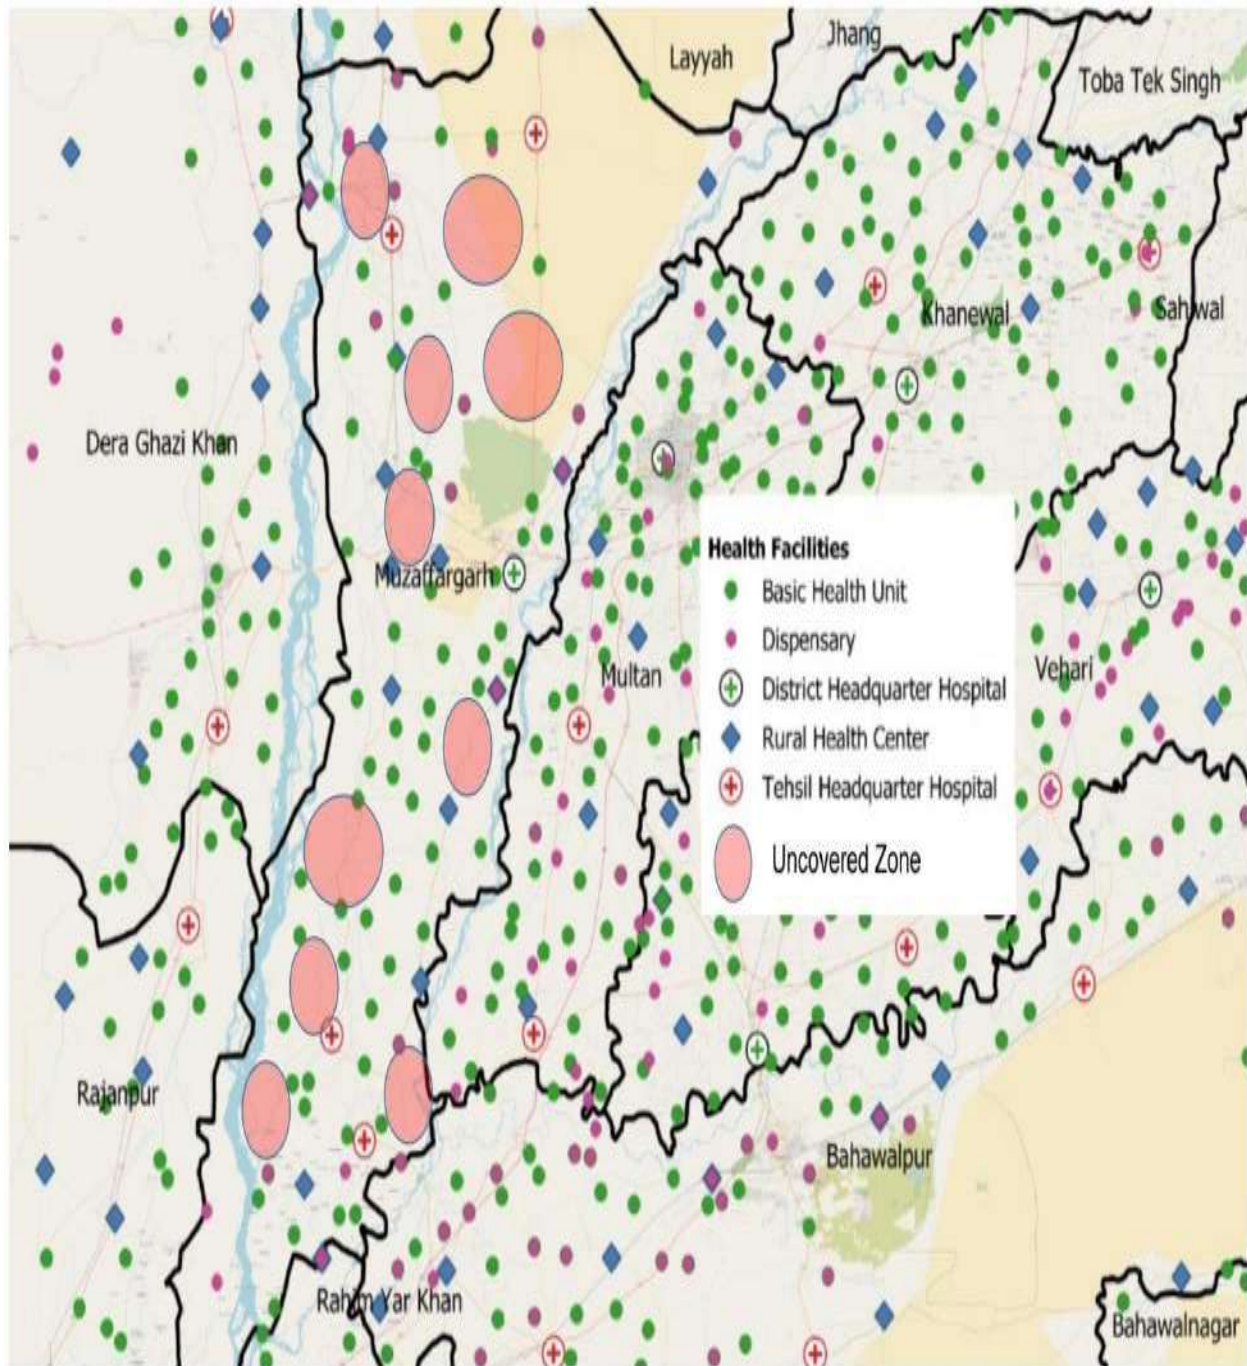 Jhang
Layyah
Toba Tek Singh
Khanewal
Sahiwal
Dera Ghazi Khan
Health Facilities
Basic Health Unit
Dispensary
District Headquarter Hospital
Rural Health Center
Tehsil Headquarter Hospital
Uncovered Zone
Muzaffargarh
Multan
Vehari
Rajanpur
Bahawalpur
Rahim Yar Khan
Bahawalnagar